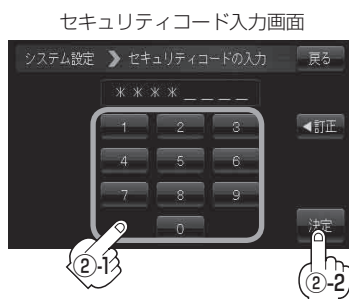 セキュリティコード入力画面
システム設定 》 セキュリティコードの入力 戻る
＊＊＊＊＿＿＿＿
1 2 3 ◀訂正
4 5 6
7 8 9
0 決定
②-1 ②-2